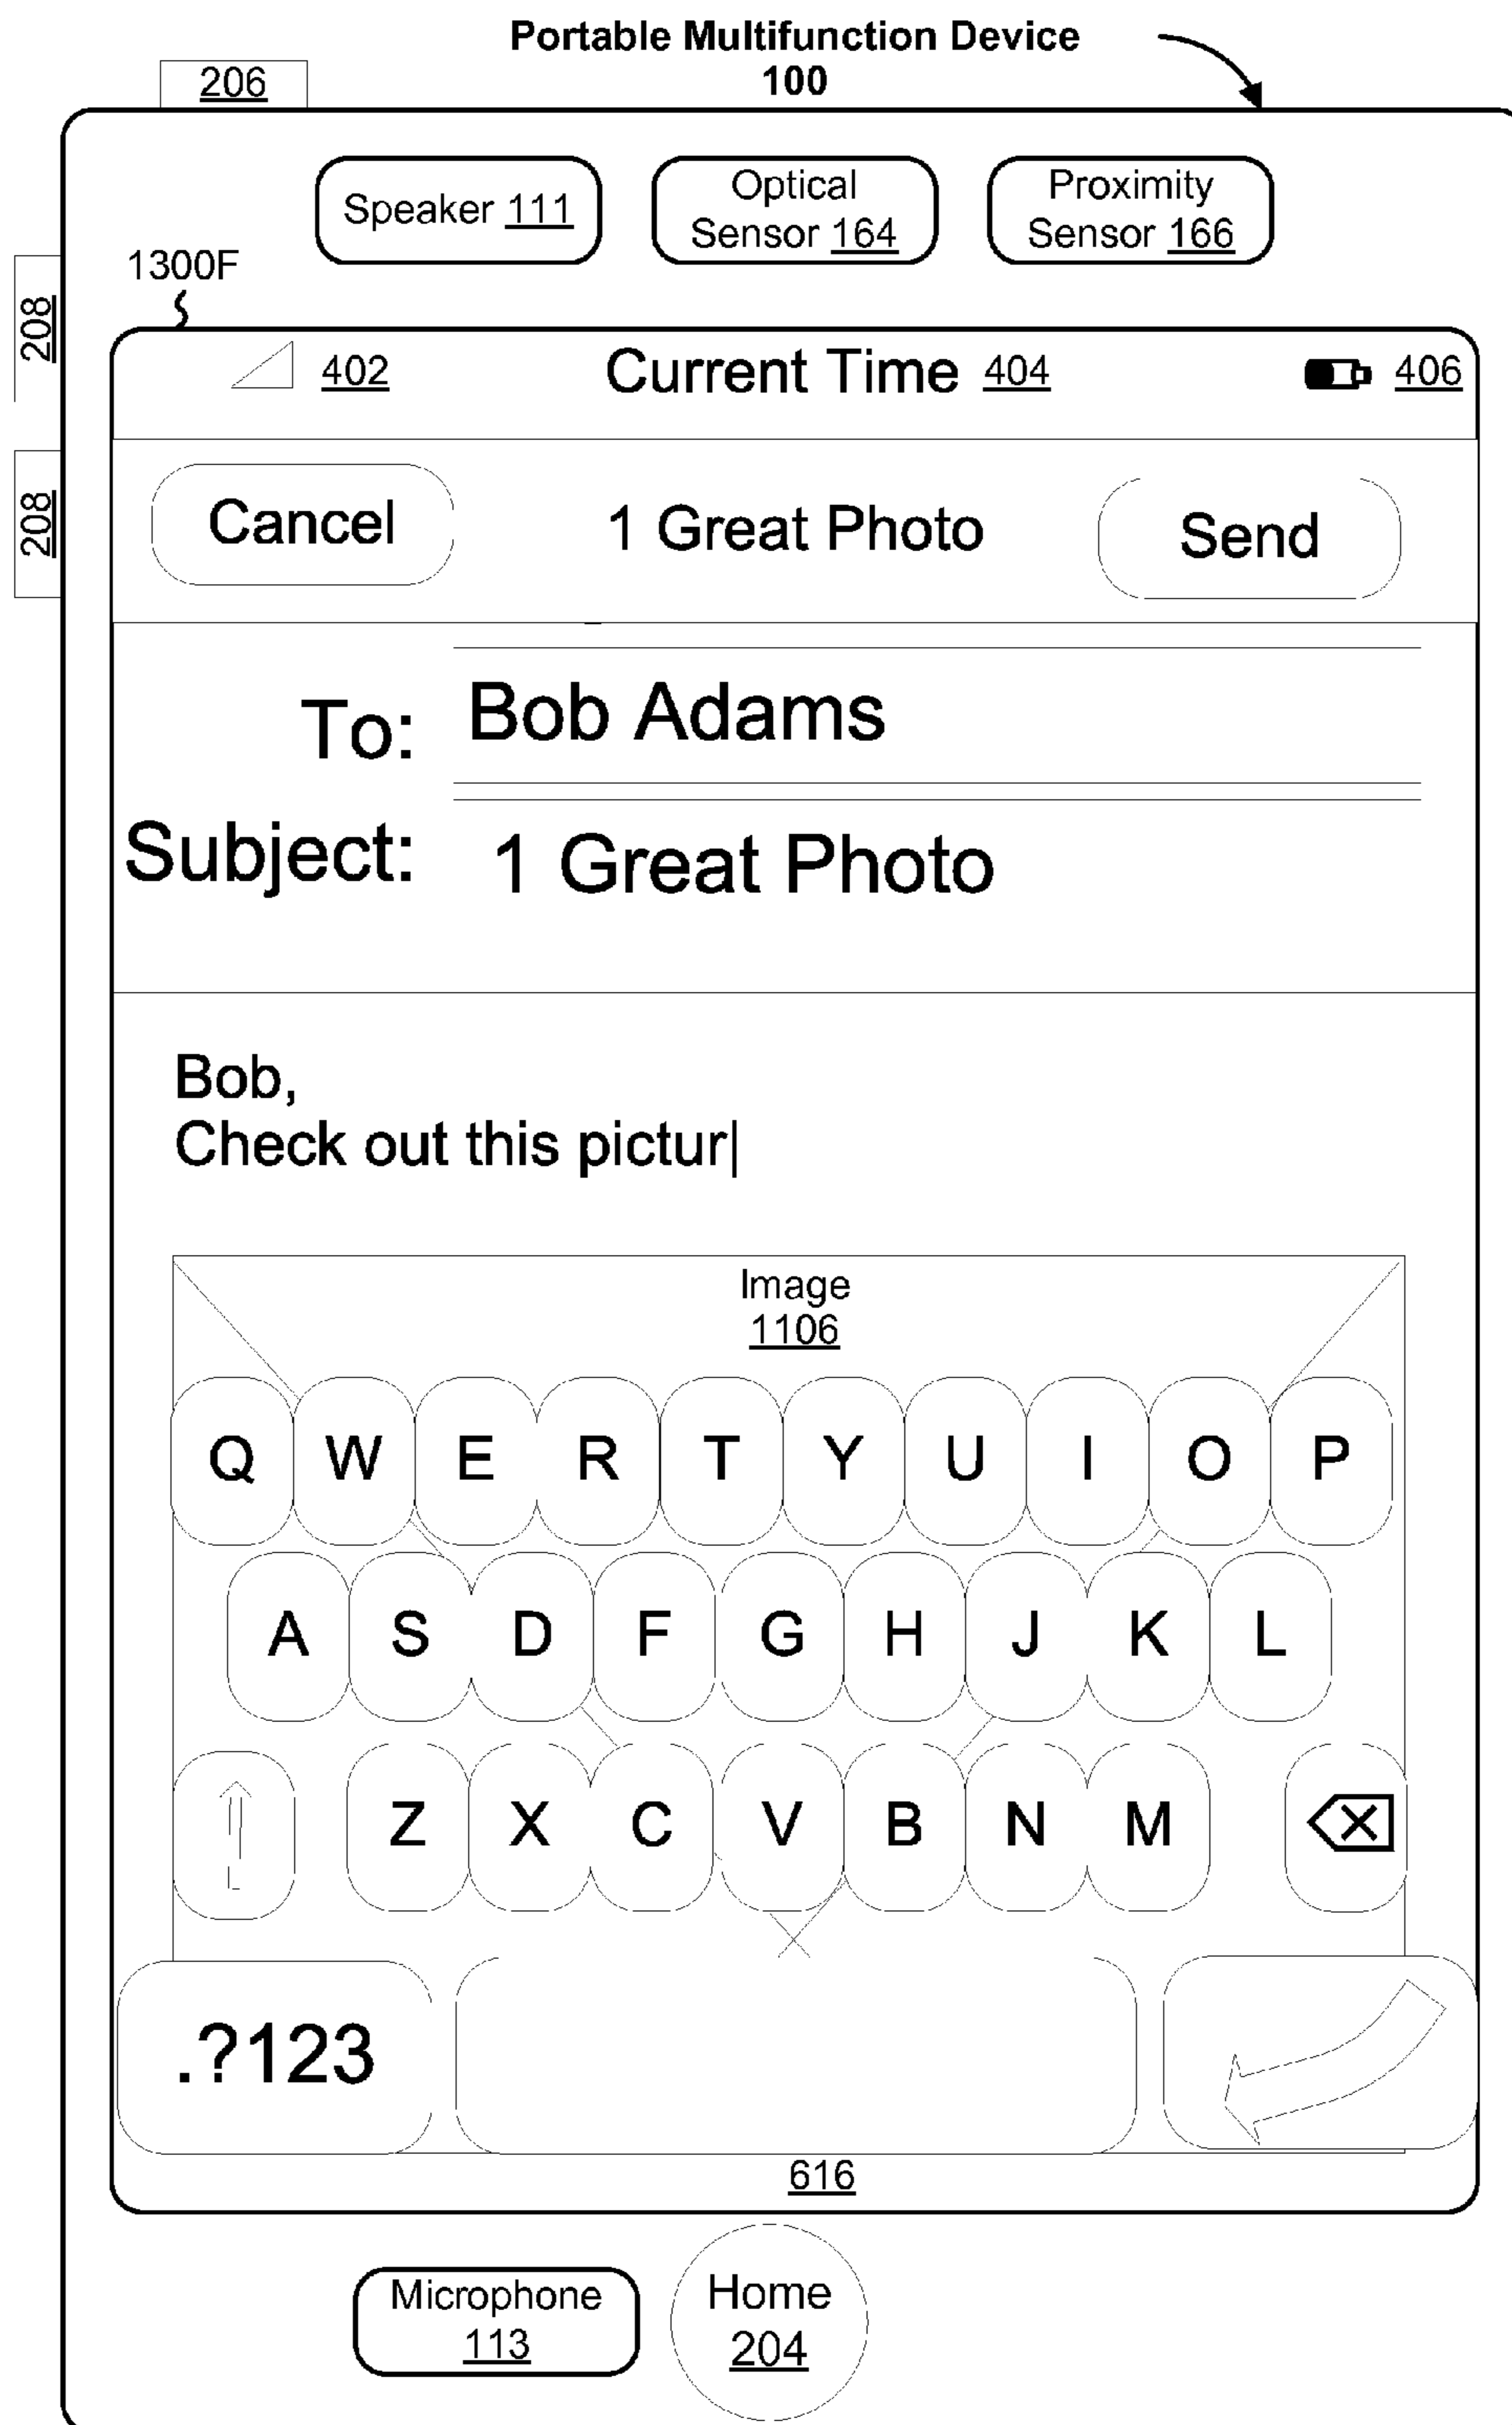 Portable Multifunction Device
100
206
Speaker 111
Optical
Sensor 164
Proximity
Sensor 166
1300F
208
208
402
Current Time 404
406
Cancel
1 Great Photo
Send
To:
Bob Adams
Subject:
1 Great Photo
Bob,
Check out this pictur
Image
1106
Q W E R T Y U I O P
A S D F G H J K L
Z X C V B N M
.?123
616
Microphone
113
Home
204